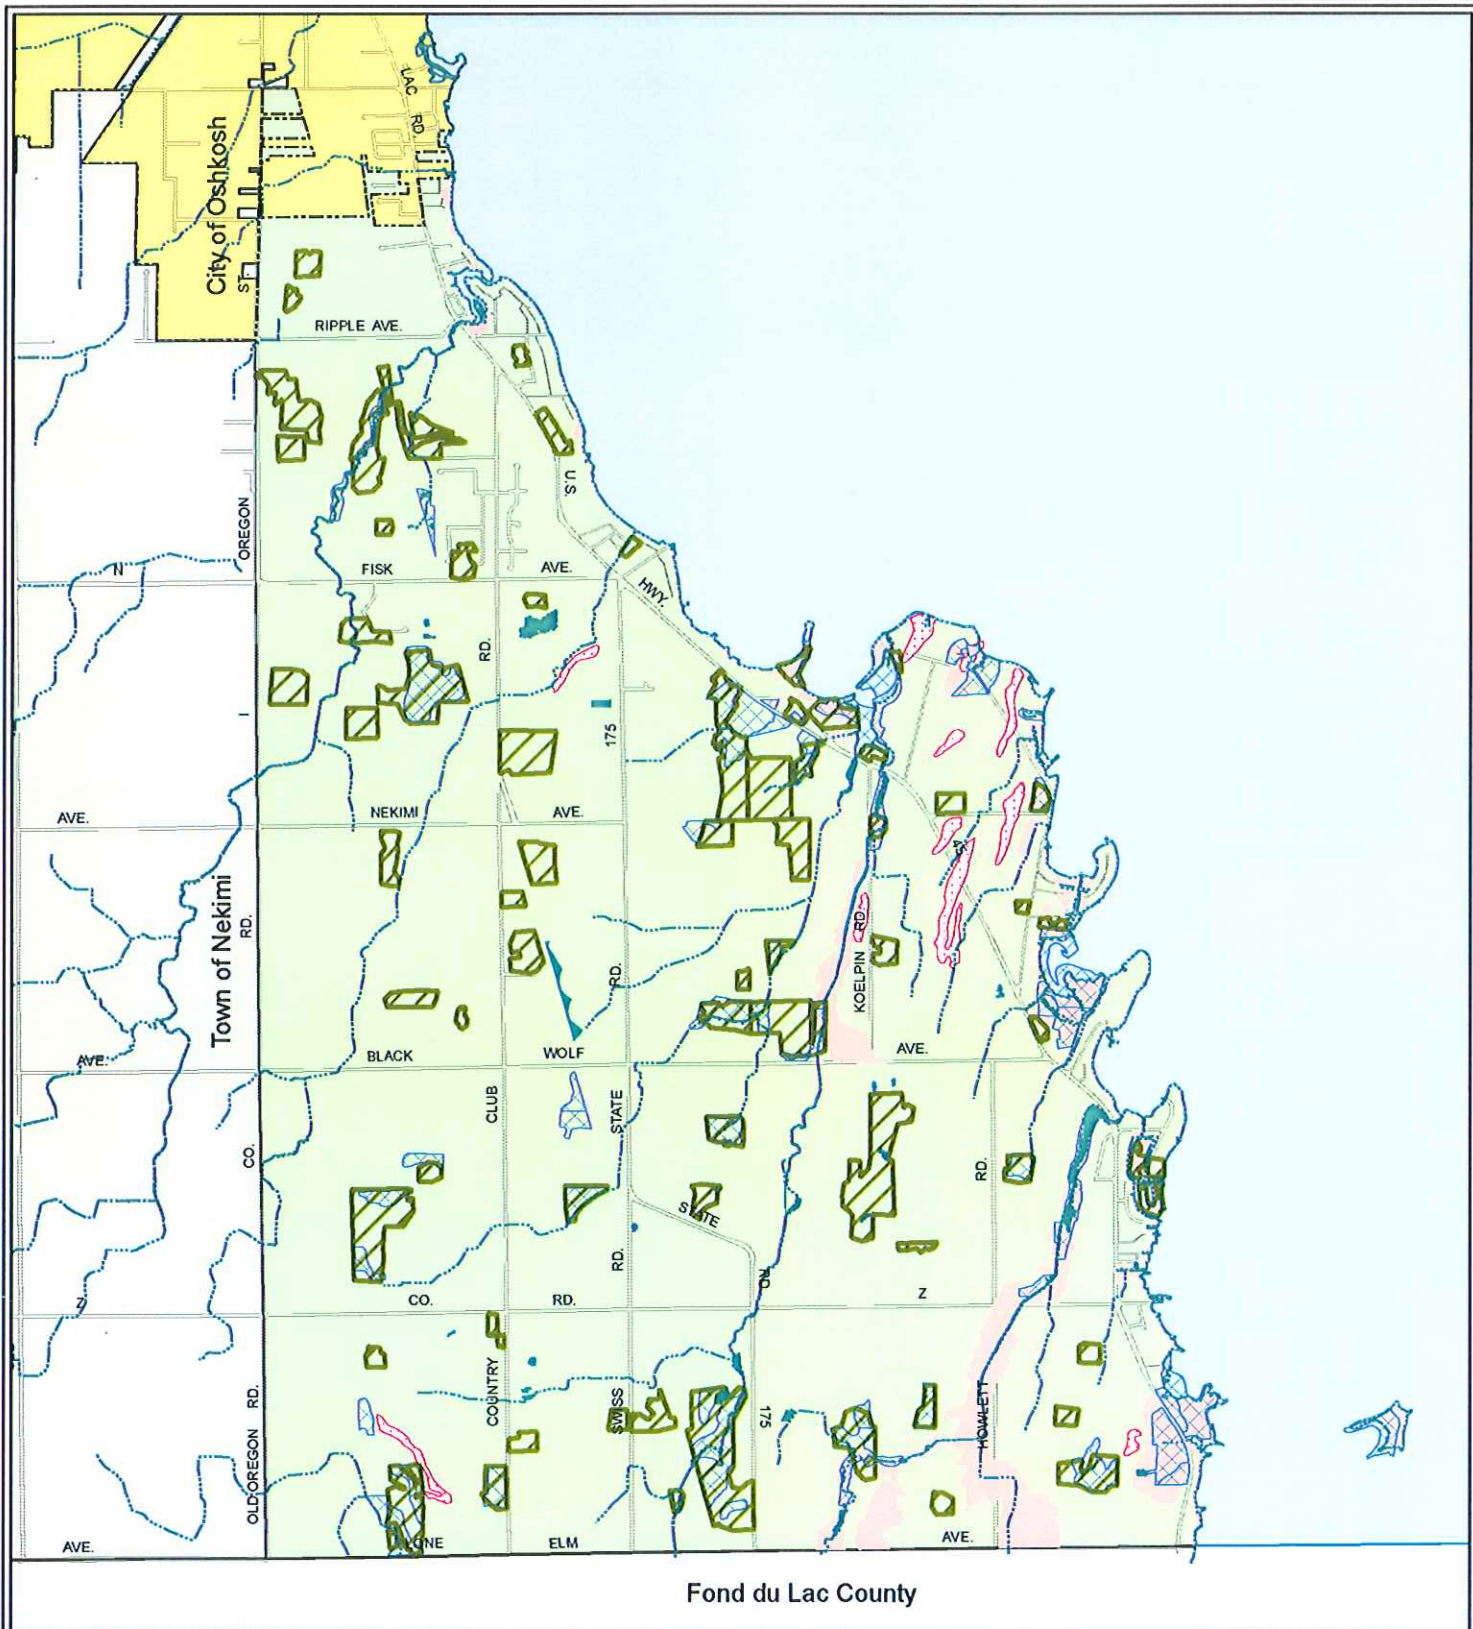 LAC
RD.
City of Oshkosh
ST.
RIPPLE AVE.
U.S.
OREGON
N
FISK
AVE.
HWY.
RD.
I
175
AVE.
NEKIMI
AVE.
45
Town of Nekimi
RD.
RD.
KOELPIN RD.
AVE.
BLACK
WOLF
AVE.
CLUB
STATE
CO.
RD.
STATE
RD.
RD.
Z
CO.
RD.
Z
COUNTRY
SWISS
175
HOWLETT
OLD OREGON RD.
AVE.
LONE
ELM
AVE.
Fond du Lac County